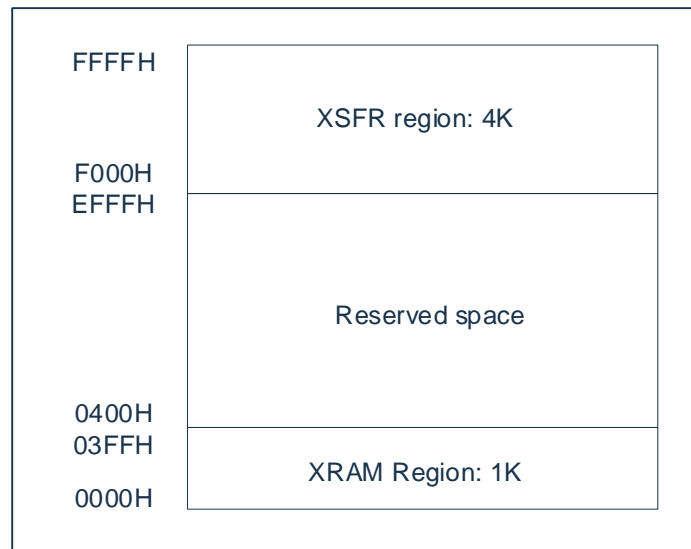 FFFFH
XSFR region: 4K
F000H
EFFFH
Reserved space
0400H
03FFH
XRAM Region: 1K
0000H